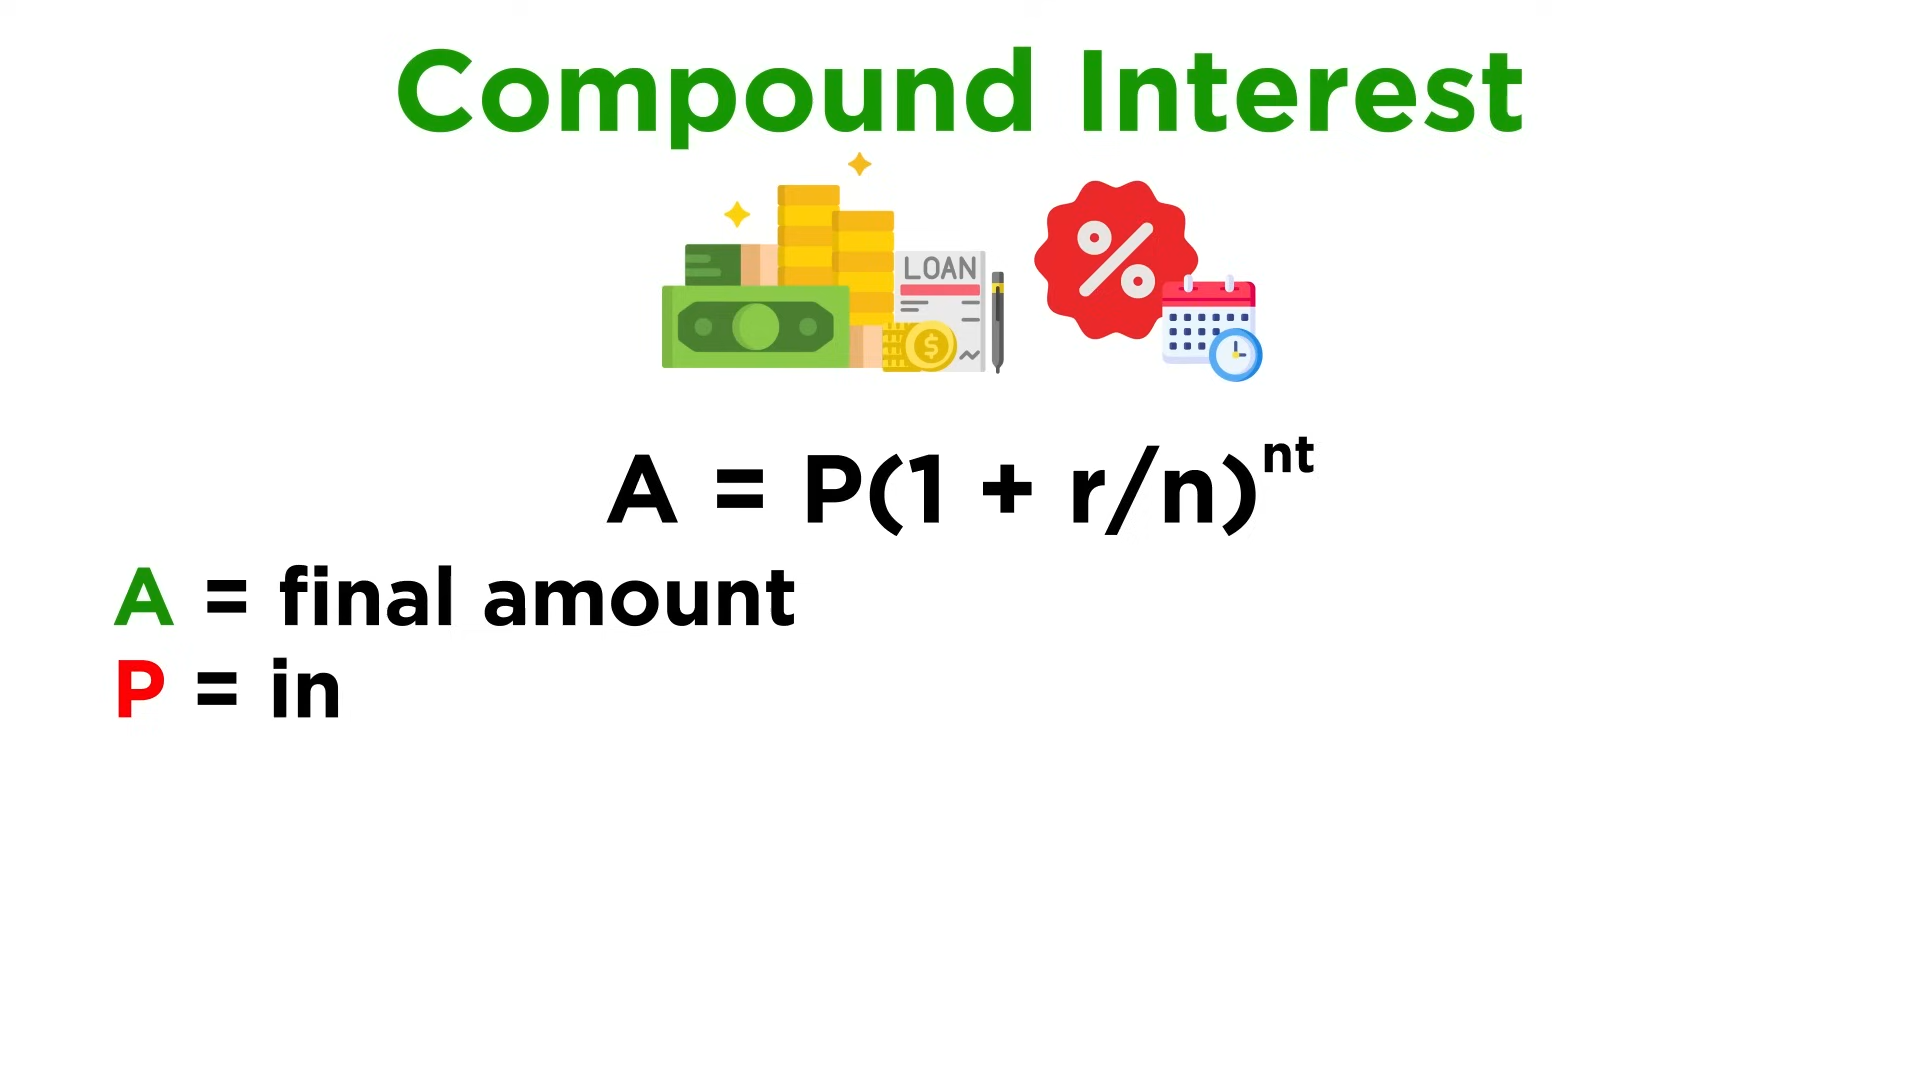 Compound Interest
LOAN
%
$
A = P(1 + r/n)^nt
A = final amount
P = in